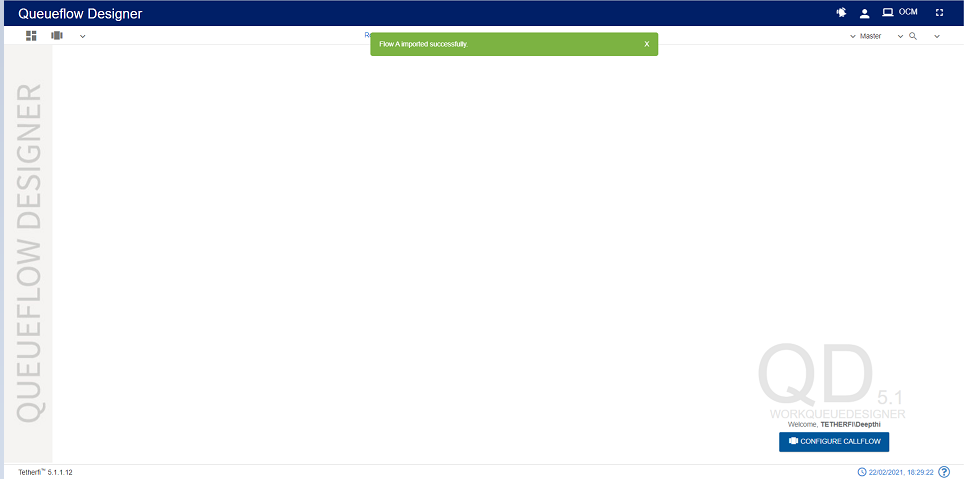 Queueflow Designer
OCM
Flow A imported successfully. X
Master
QUEUEFLOW DESIGNER
QD 5.1
WORKQUEUEDESIGNER
Welcome, TETHERFI\Deepthi
CONFIGURE CALLFLOW
Tetherfi™ 5.1.1.12
22/02/2021, 18:29:22 ?